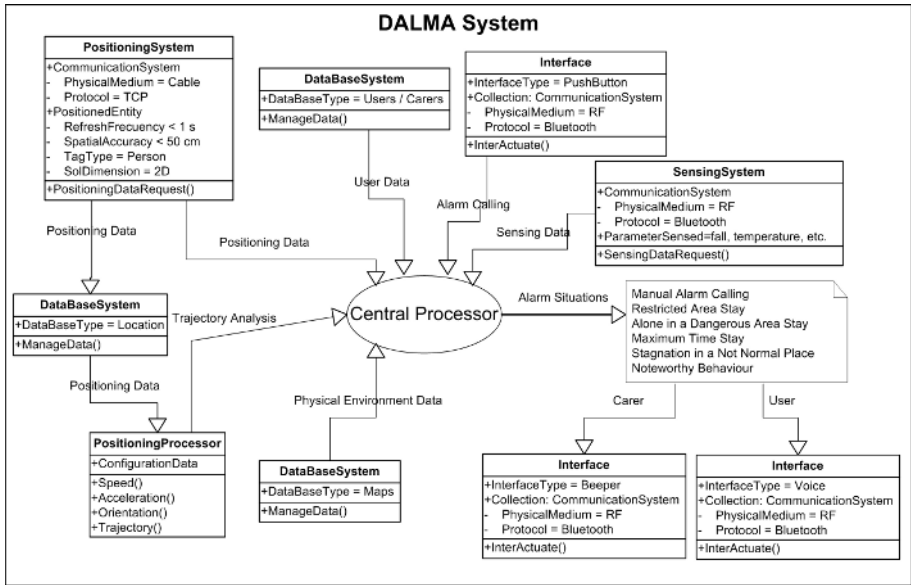 DALMA System
PositioningSystem
+CommunicationSystem
- PhysicalMedium = Cable
- Protocol = TCP
+PositionedEntity
- RefreshFrecuency < 1 s
- SpatialAccuracy < 50 cm
- TagType = Person
- SolDimension = 2D
+PositioningDataRequest()
DataBaseSystem
+DataBaseType = Users / Carers
+ManageData()
Interface
+InterfaceType = PushButton
+Collection: CommunicationSystem
- PhysicalMedium = RF
- Protocol = Bluetooth
+InterActuate()
SensingSystem
+CommunicationSystem
- PhysicalMedium = RF
- Protocol = Bluetooth
+ParameterSensed=fall, temperature, etc.
+SensingDataRequest()
User Data
Alarm Calling
Sensing Data
Positioning Data
Positioning Data
DataBaseSystem
+DataBaseType = Location
+ManageData()
Trajectory Analysis
Central Processor
Alarm Situations
Manual Alarm Calling
Restricted Area Stay
Alone in a Dangerous Area Stay
Maximum Time Stay
Stagnation in a Not Normal Place
Noteworthy Behaviour
Positioning Data
Physical Environment Data
Carer
User
PositioningProcessor
+ConfigurationData
+Speed()
+Acceleration()
+Orientation()
+Trajectory()
DataBaseSystem
+DataBaseType = Maps
+ManageData()
Interface
+InterfaceType = Beeper
+Collection: CommunicationSystem
- PhysicalMedium = RF
- Protocol = Bluetooth
+InterActuate()
Interface
+InterfaceType = Voice
+Collection: CommunicationSystem
- PhysicalMedium = RF
- Protocol = Bluetooth
+InterActuate()